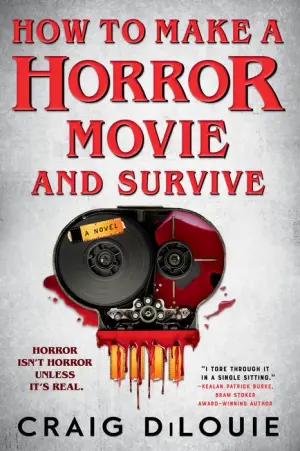 HOW TO MAKE A
HORROR
MOVIE
AND SURVIVE
A NOVEL
HORROR
ISN'T HORROR
UNLESS
IT'S REAL.
"I TORE THROUGH IT
IN A SINGLE SITTING."
—KEALAN PATRICK BURKE,
BRAM STOKER
AWARD-WINNING AUTHOR
CRAIG DiLOUIE